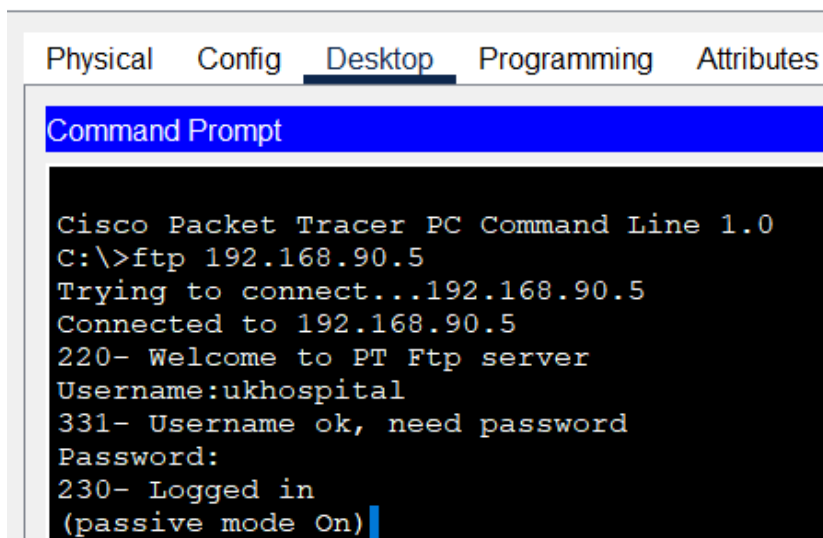 Physical Config Desktop Programming Attributes
Command Prompt
Cisco Packet Tracer PC Command Line 1.0
C:\>ftp 192.168.90.5
Trying to connect...192.168.90.5
Connected to 192.168.90.5
220- Welcome to PT Ftp server
Username:ukhospital
331- Username ok, need password
Password:
230- Logged in
(passive mode On)